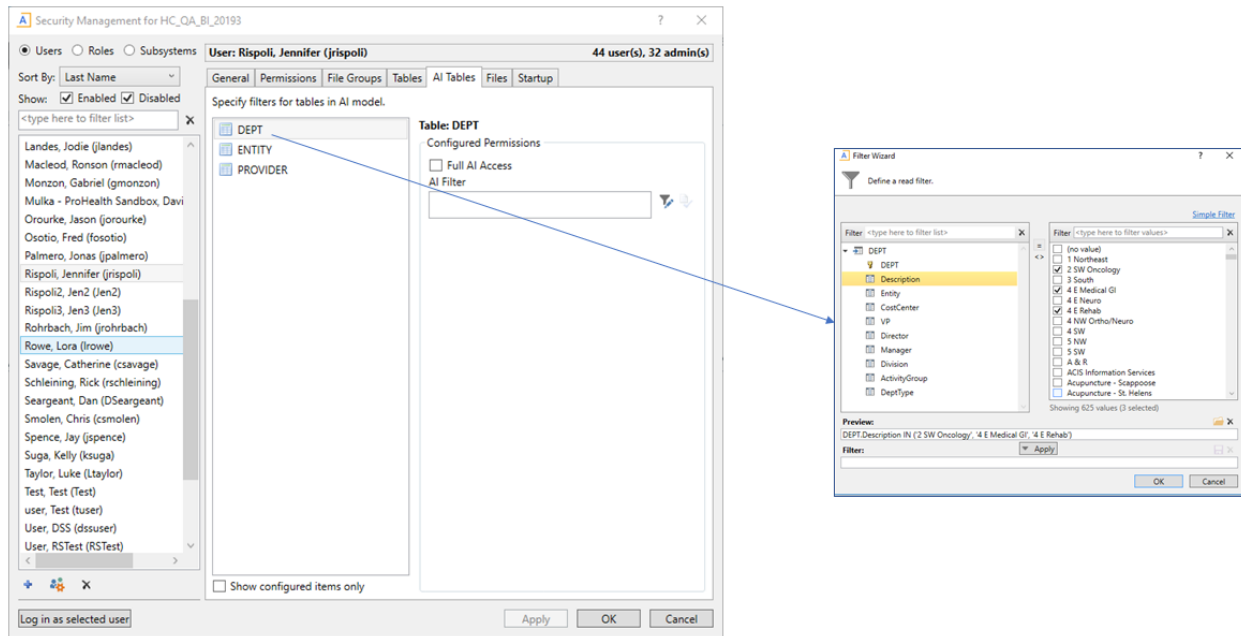 Security Management for HC_QA_BI_20193
Users Roles Subsystems
User: Rispoli, Jennifer (jrispoli) 44 user(s), 32 admin(s)
Sort By: Last Name
Show: Enabled Disabled
<type here to filter list>
Landes, Jodie (jlandes)
Macleod, Ronson (rmacleod)
Monzon, Gabriel (gmonzon)
Mulka - ProHealth Sandbox, Davi
Orourke, Jason (jorourke)
Osotio, Fred (fosotio)
Palmero, Jonas (jpalmero)
Rispoli, Jennifer (jrispoli)
Rispoli2, Jen2 (Jen2)
Rispoli3, Jen3 (Jen3)
Rohrbach, Jim (jrohrbach)
Rowe, Lora (lrowe)
Savage, Catherine (csavage)
Schleining, Rick (rschleining)
Seargeant, Dan (DSeargeant)
Smolen, Chris (csmolen)
Spence, Jay (jspence)
Suga, Kelly (ksuga)
Taylor, Luke (Ltaylor)
Test, Test (Test)
user, Test (tuser)
User, DSS (dssuser)
User, RSTest (RSTest)
Log in as selected user
General Permissions File Groups Tables AI Tables Files Startup
Specify filters for tables in AI model.
DEPT
ENTITY
PROVIDER
Show configured items only
Table: DEPT
Configured Permissions
Full AI Access
AI Filter
Apply OK Cancel
Filter Wizard
Define a read filter.
Simple Filter
Filter <type here to filter list>
DEPT
DEPT
Description
Entity
CostCenter
VP
Director
Manager
Division
ActivityGroup
DeptType
=
<>
Filter <type here to filter values>
(no value)
1 Northeast
2 SW Oncology
3 South
4 E Medical GI
4 E Neuro
4 E Rehab
4 NW Ortho/Neuro
4 SW
5 NW
5 SW
A & R
ACIS Information Services
Acupuncture - Scappoose
Acupuncture - St. Helens
Showing 625 values (3 selected)
Preview:
DEPT.Description IN ('2 SW Oncology', '4 E Medical GI', '4 E Rehab')
Filter: Apply
OK Cancel